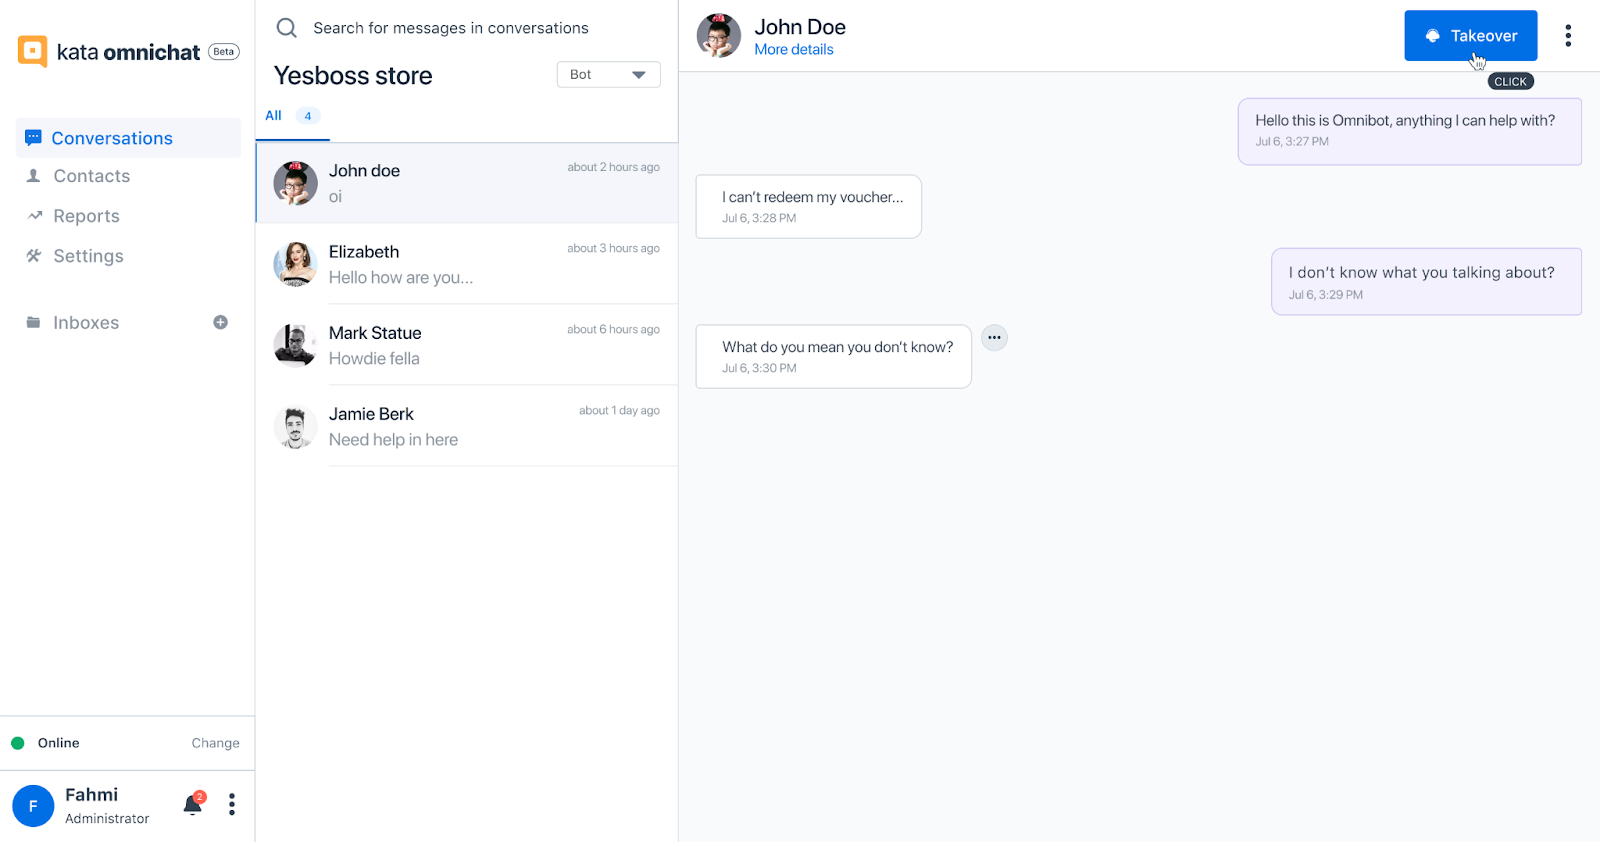 kata omnichat Beta
Conversations
Contacts
Reports
Settings
Inboxes
Online Change
F
Fahmi
Administrator
2
Search for messages in conversations
Yesboss store
Bot
All 4
John doe about 2 hours ago
oi
Elizabeth about 3 hours ago
Hello how are you...
Mark Statue about 6 hours ago
Howdie fella
Jamie Berk about 1 day ago
Need help in here
John Doe
More details
Takeover
CLICK
Hello this is Omnibot, anything I can help with?
Jul 6, 3:27 PM
I can't redeem my voucher...
Jul 6, 3:28 PM
I don't know what you talking about?
Jul 6, 3:29 PM
What do you mean you don't know?
Jul 6, 3:30 PM